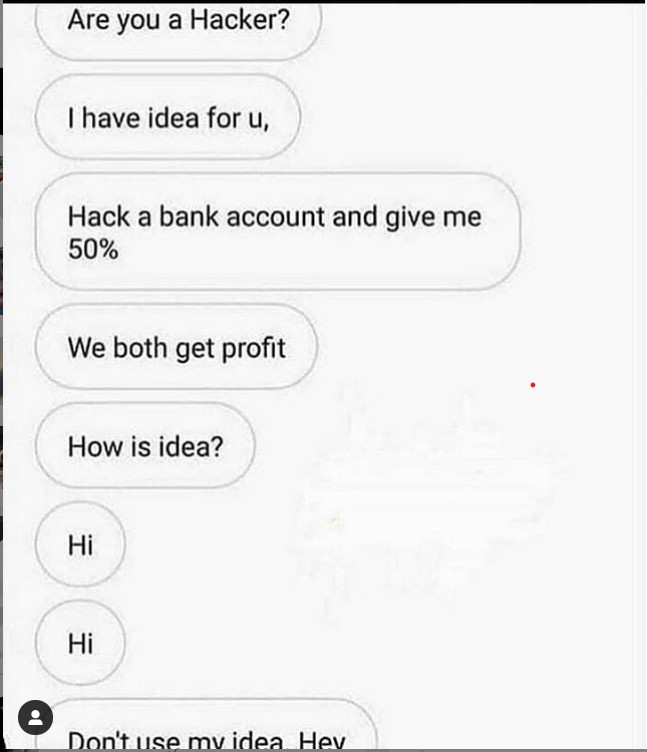 Are you a Hacker?
I have idea for u,
Hack a bank account and give me
50%
We both get profit
How is idea?
Hi
Hi
Don't use my idea Hey